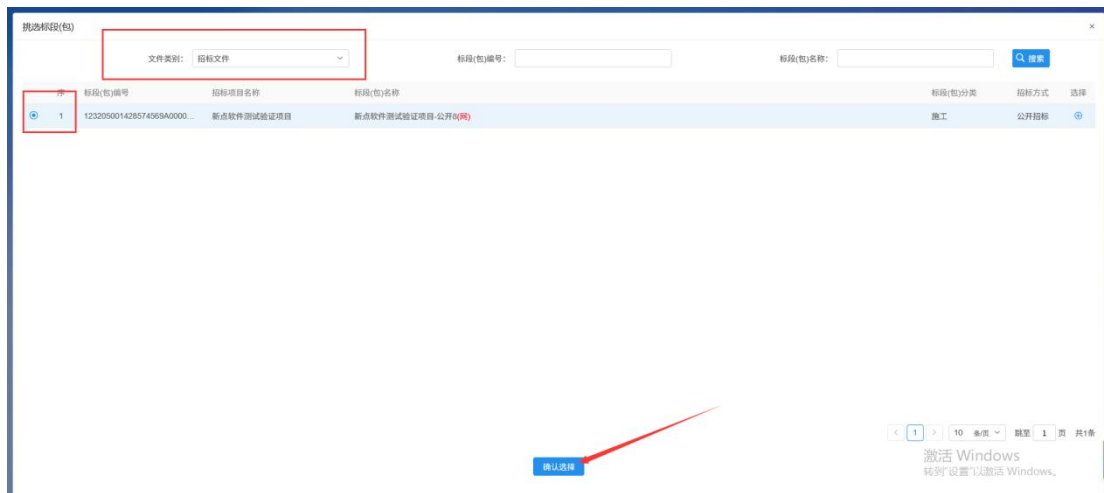 挑选标段(包)
×
文件类别： 招标文件 标段(包)编号： 标段(包)名称： 搜索
序 标段(包)编号 招标项目名称 标段(包)名称 标段(包)分类 招标方式 选择
1 123205001428574569A0000... 新点软件测试验证项目 新点软件测试验证项目-公开8(网) 施工 公开招标
< 1 > 10 条/页 跳至 1 页 共1条
激活 Windows
转到"设置"以激活 Windows。
确认选择